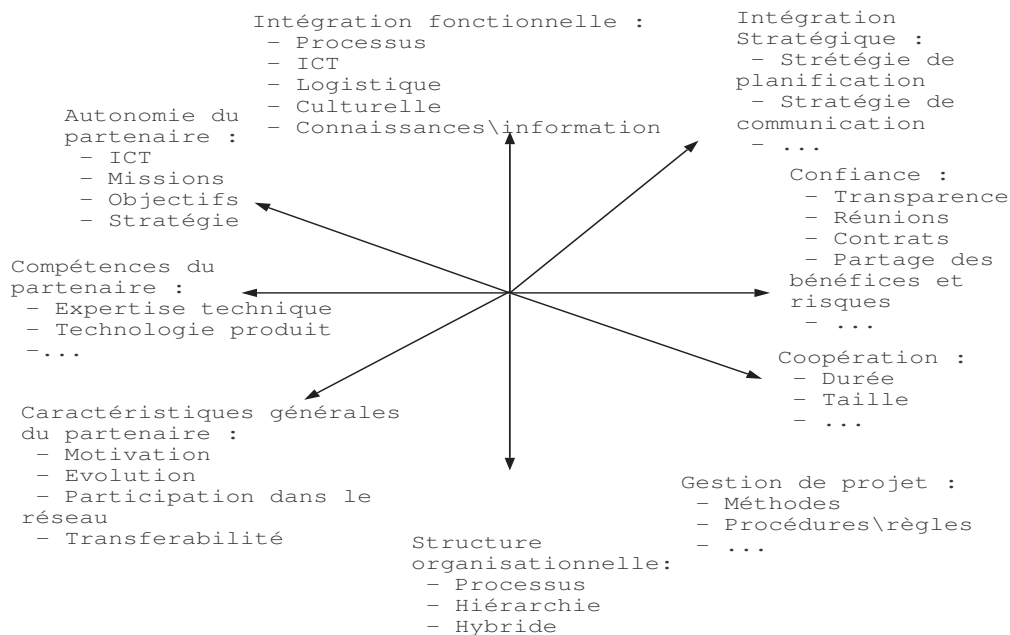 Intégration fonctionnelle :
- Processus
- ICT
- Logistique
- Culturelle
- Connaissances\information
Intégration
Stratégique :
- Strétégie de
planification
- Stratégie de
communication
- ...
Autonomie du
partenaire :
- ICT
- Missions
- Objectifs
- Stratégie
Confiance :
- Transparence
- Réunions
- Contrats
- Partage des
bénéfices et
risques
- ...
Compétences du
partenaire :
- Expertise technique
- Technologie produit
-...
Coopération :
- Durée
- Taille
- ...
Caractéristiques générales
du partenaire :
- Motivation
- Evolution
- Participation dans le
réseau
- Transferabilité
Gestion de projet :
- Méthodes
- Procédures\règles
- ...
Structure
organisationnelle:
- Processus
- Hiérarchie
- Hybride